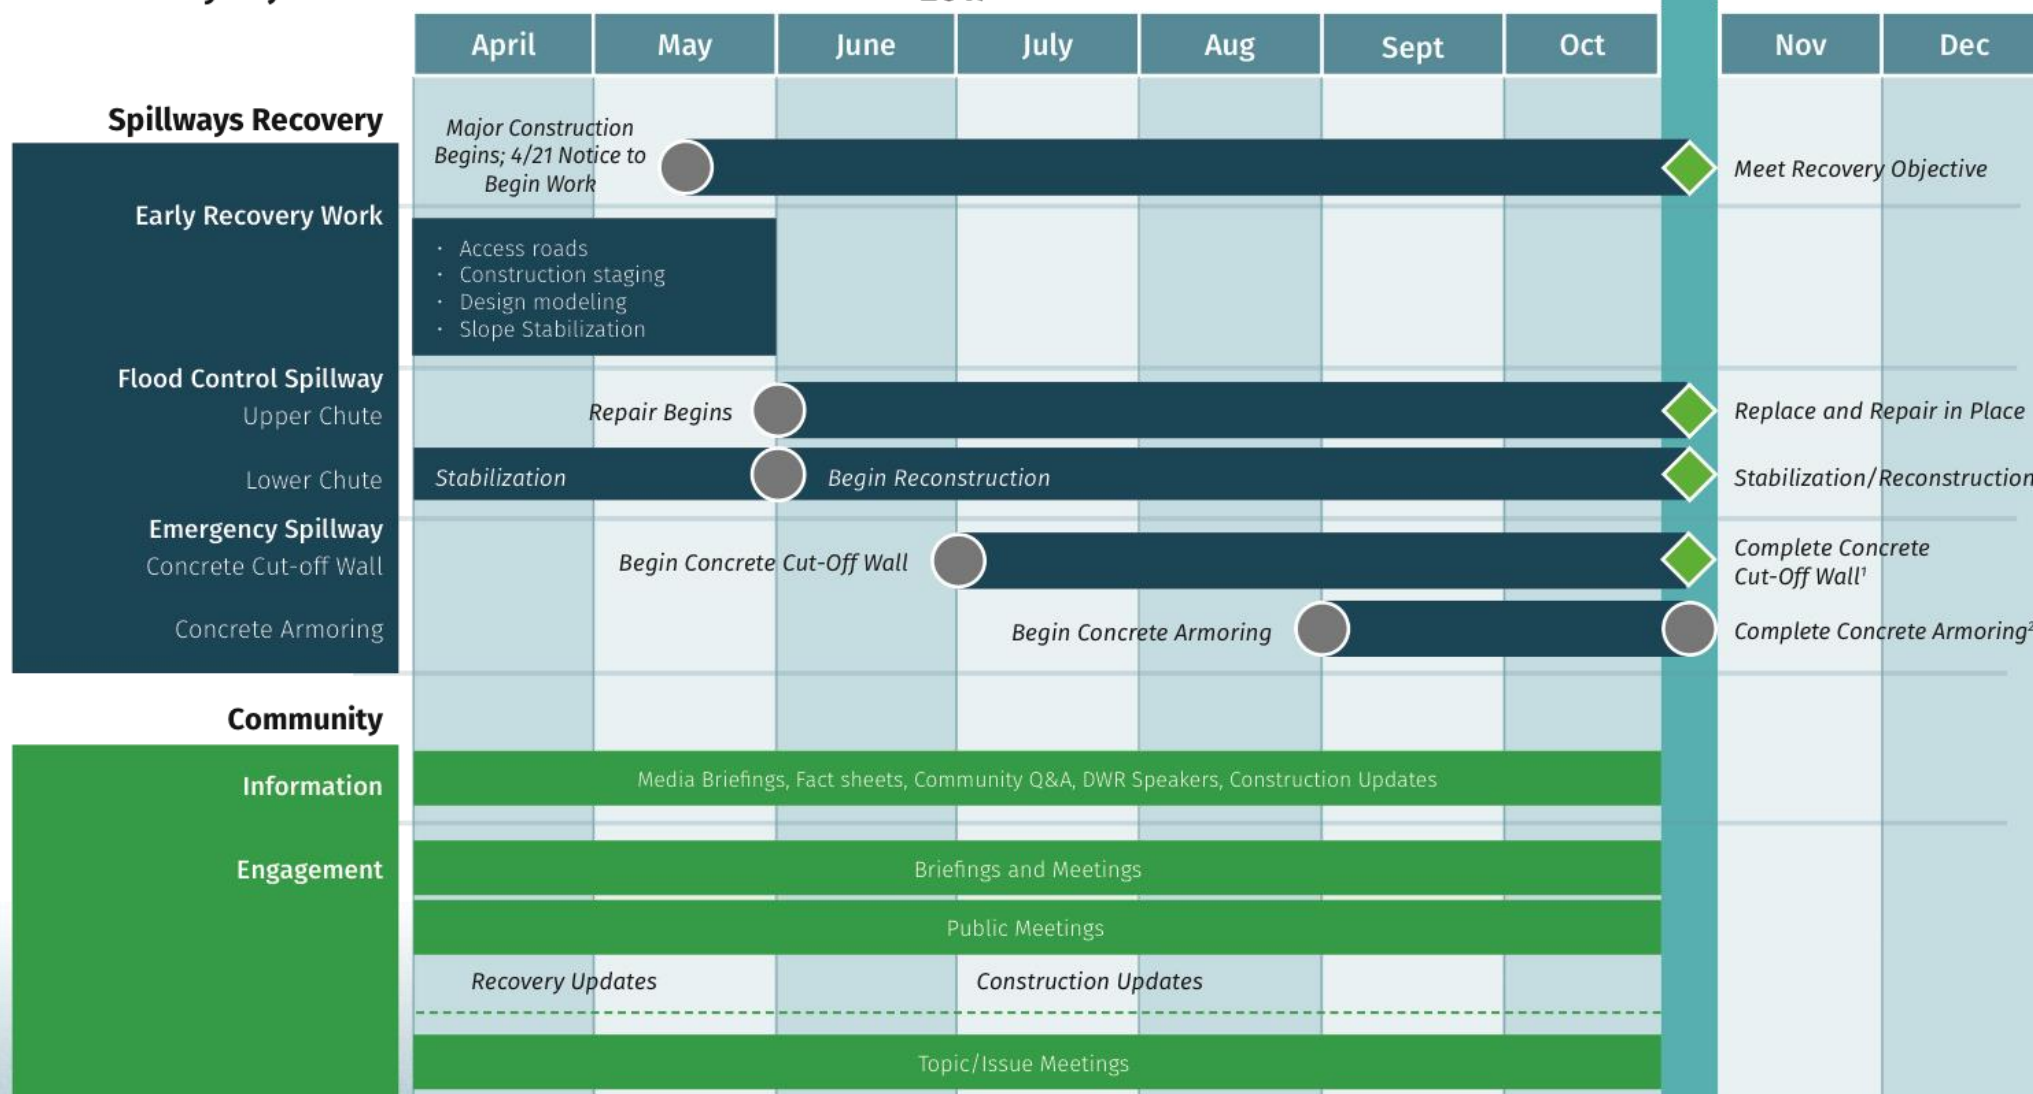 April May June July Aug Sept Oct Nov Dec
Spillways Recovery
Major Construction
Begins; 4/21 Notice to
Begin Work
Meet Recovery Objective
Early Recovery Work
· Access roads
· Construction staging
· Design modeling
· Slope Stabilization
Flood Control Spillway
Upper Chute
Repair Begins
Replace and Repair in Place
Lower Chute
Stabilization
Begin Reconstruction
Stabilization/Reconstruction
Emergency Spillway
Concrete Cut-off Wall
Begin Concrete Cut-Off Wall
Complete Concrete
Cut-Off Wall¹
Concrete Armoring
Begin Concrete Armoring
Complete Concrete Armoring²
Community
Information
Media Briefings, Fact sheets, Community Q&A, DWR Speakers, Construction Updates
Engagement
Briefings and Meetings
Public Meetings
Recovery Updates
Construction Updates
Topic/Issue Meetings